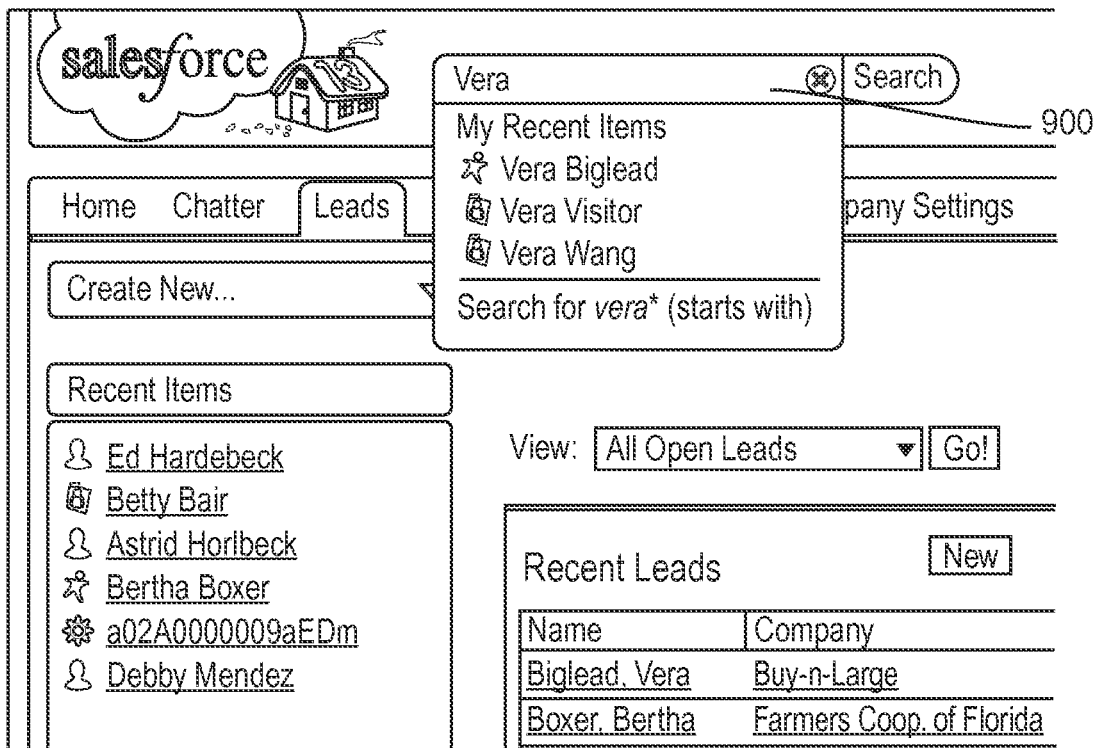 salesforce
Vera
Search
900
My Recent Items
Vera Biglead
Vera Visitor
Vera Wang
Search for vera* (starts with)
Home Chatter Leads pany Settings
Create New...
Recent Items
Ed Hardebeck
Betty Bair
Astrid Horlbeck
Bertha Boxer
a02A0000009aEDm
Debby Mendez
View: All Open Leads Go!
Recent Leads New
Name Company
Biglead, Vera Buy-n-Large
Boxer, Bertha Farmers Coop. of Florida